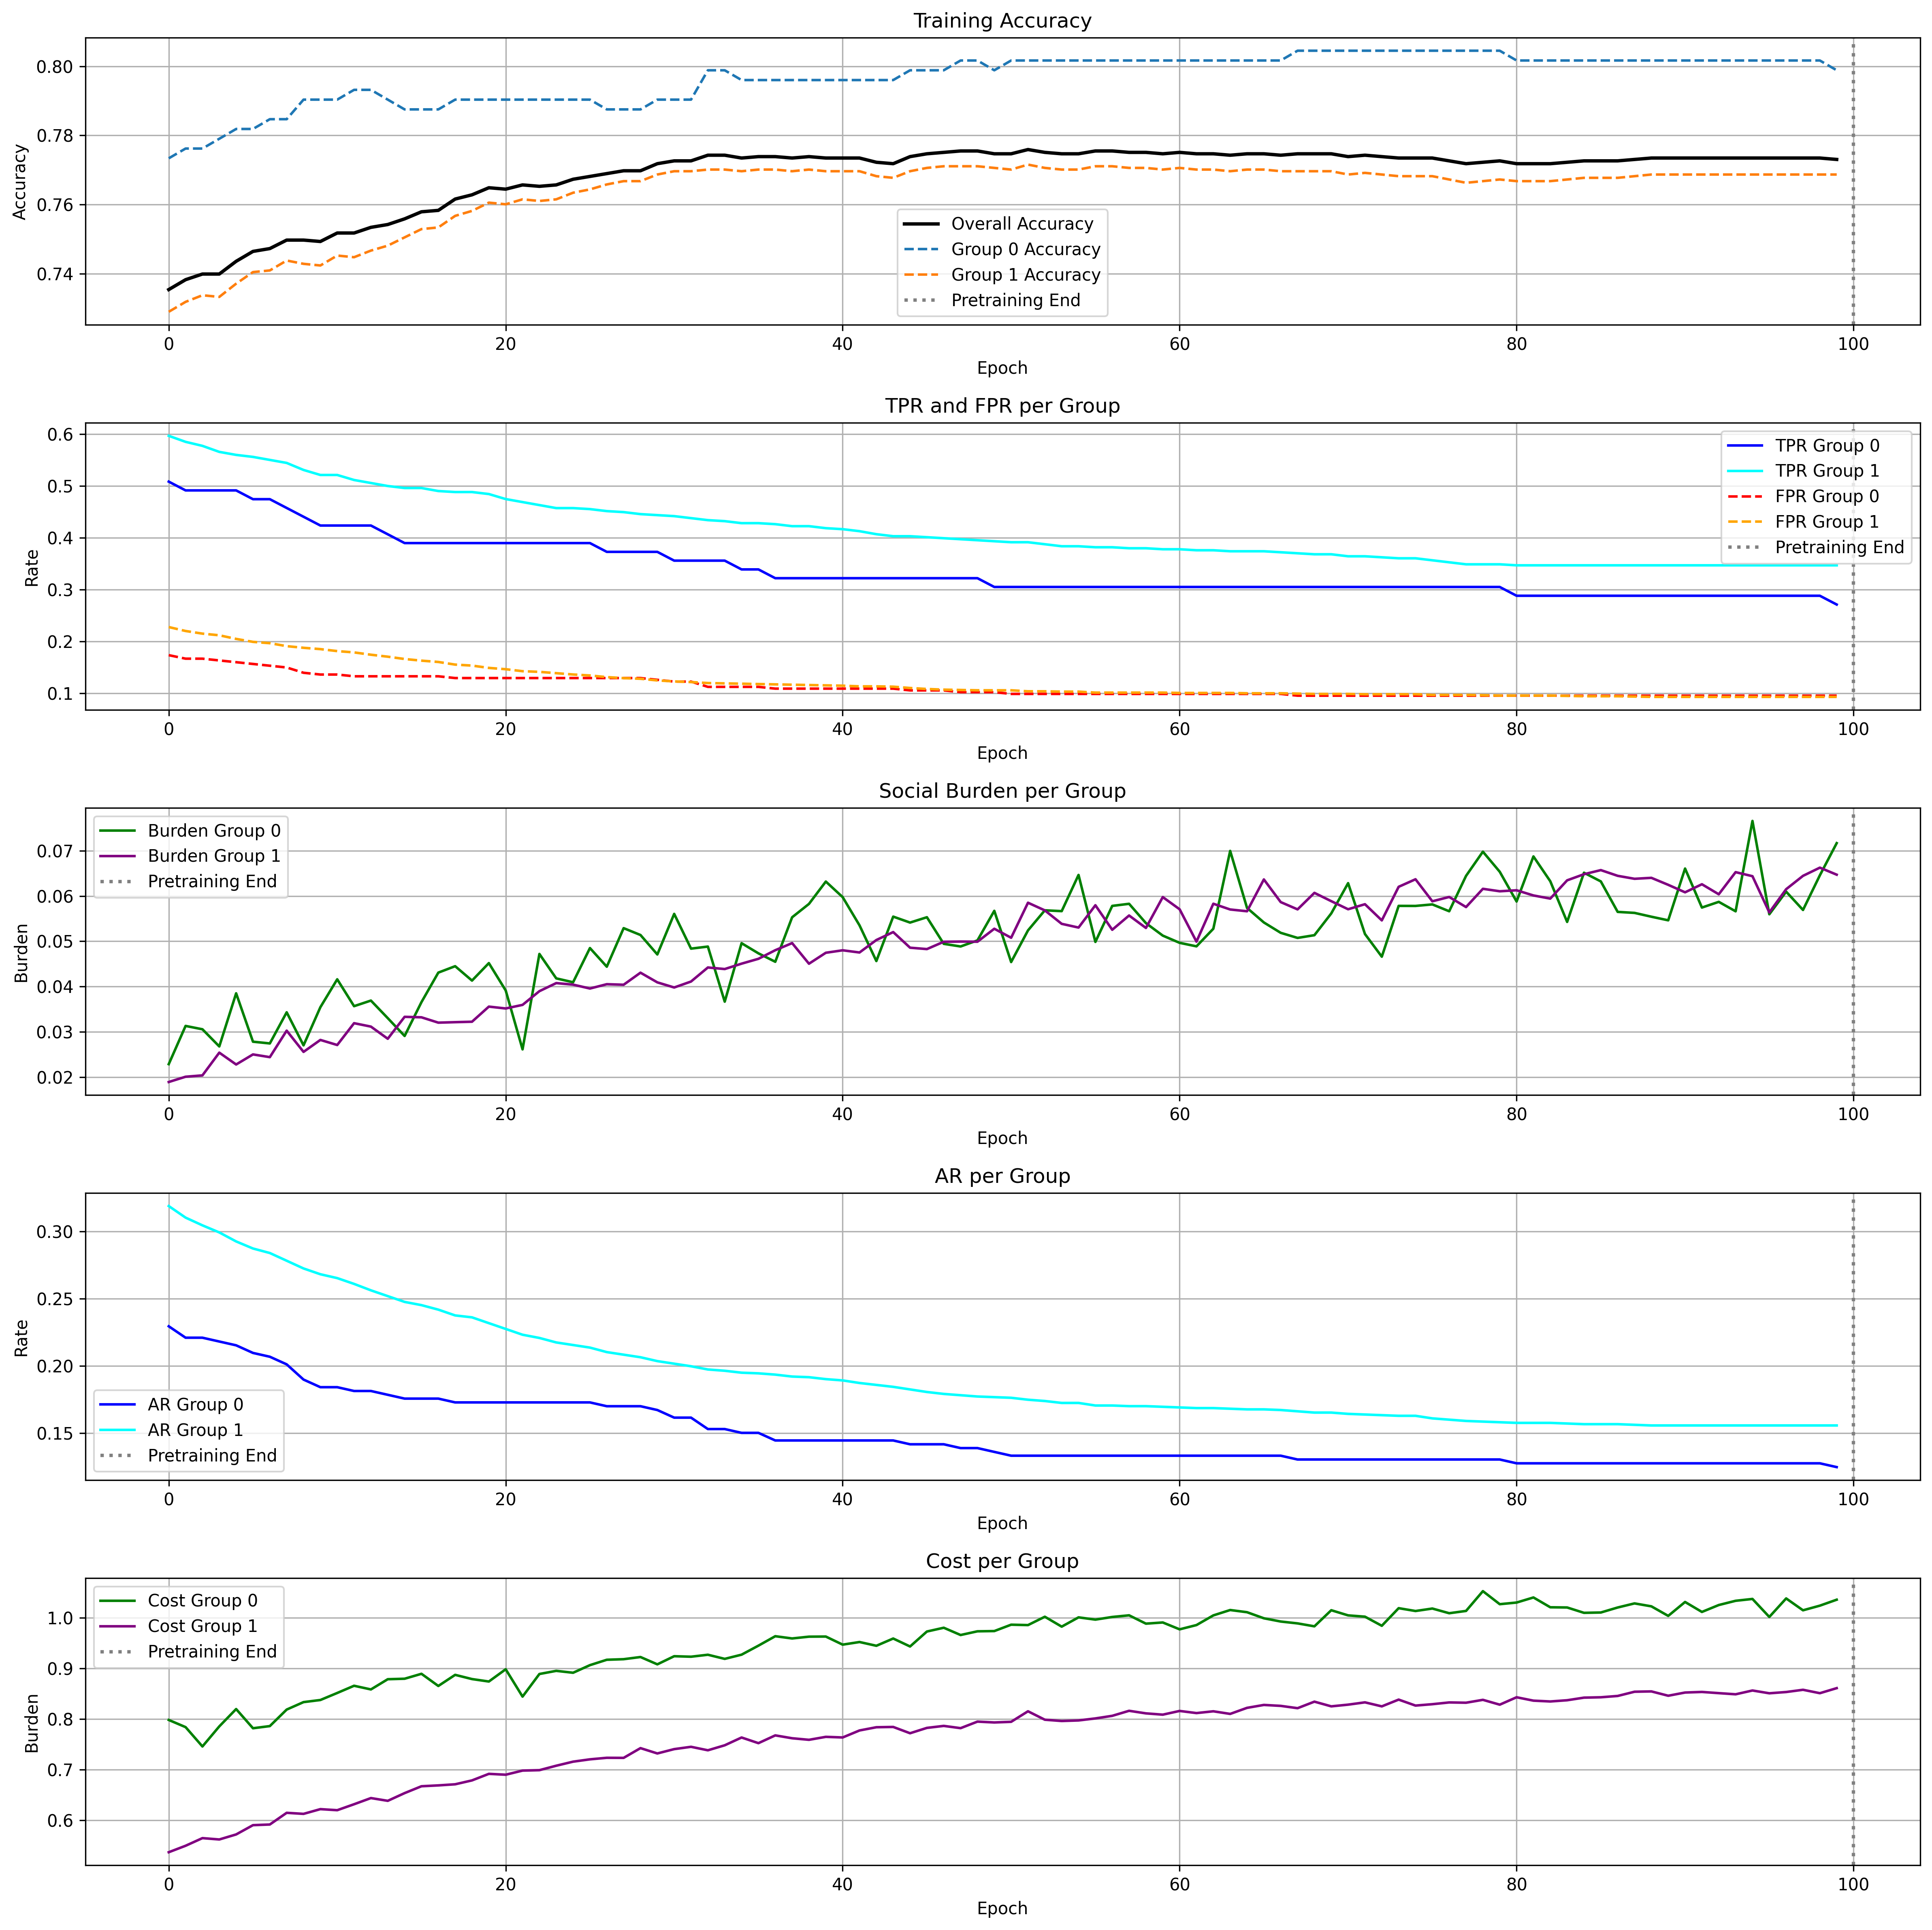 Training Accuracy
Accuracy
0.80
0.78
0.76
0.74
Overall Accuracy
Group 0 Accuracy
Group 1 Accuracy
Pretraining End
0 20 40 60 80 100
Epoch
TPR and FPR per Group
Rate
0.6
0.5
0.4
0.3
0.2
0.1
TPR Group 0
TPR Group 1
FPR Group 0
FPR Group 1
Pretraining End
0 20 40 60 80 100
Epoch
Social Burden per Group
Burden
0.07
0.06
0.05
0.04
0.03
0.02
Burden Group 0
Burden Group 1
Pretraining End
0 20 40 60 80 100
Epoch
AR per Group
Rate
0.30
0.25
0.20
0.15
AR Group 0
AR Group 1
Pretraining End
0 20 40 60 80 100
Epoch
Cost per Group
Burden
1.0
0.9
0.8
0.7
0.6
Cost Group 0
Cost Group 1
Pretraining End
0 20 40 60 80 100
Epoch